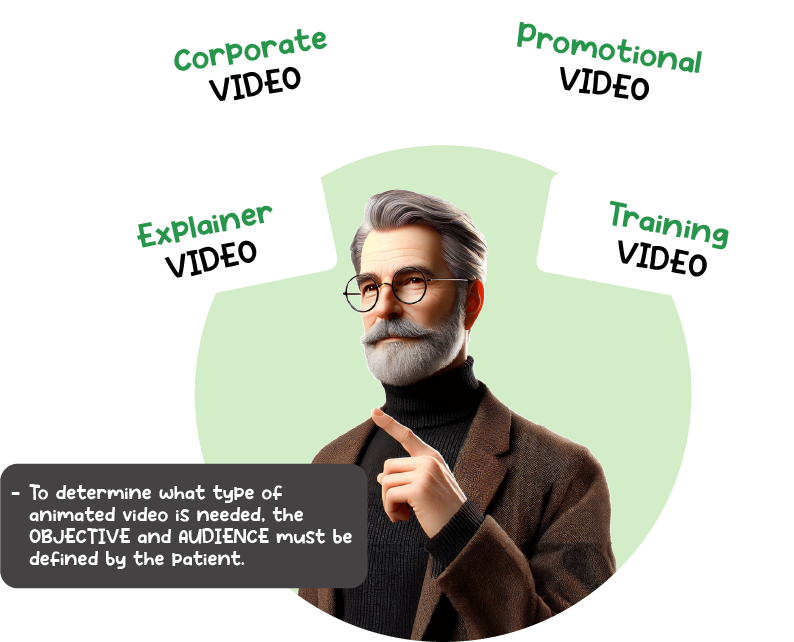 Corporate
VIDEO
Promotional
VIDEO
Explainer
VIDEO
Training
VIDEO
- To determine what type of
animated video is needed, the
OBJECTIVE and AUDIENCE must be
defined by the patient.